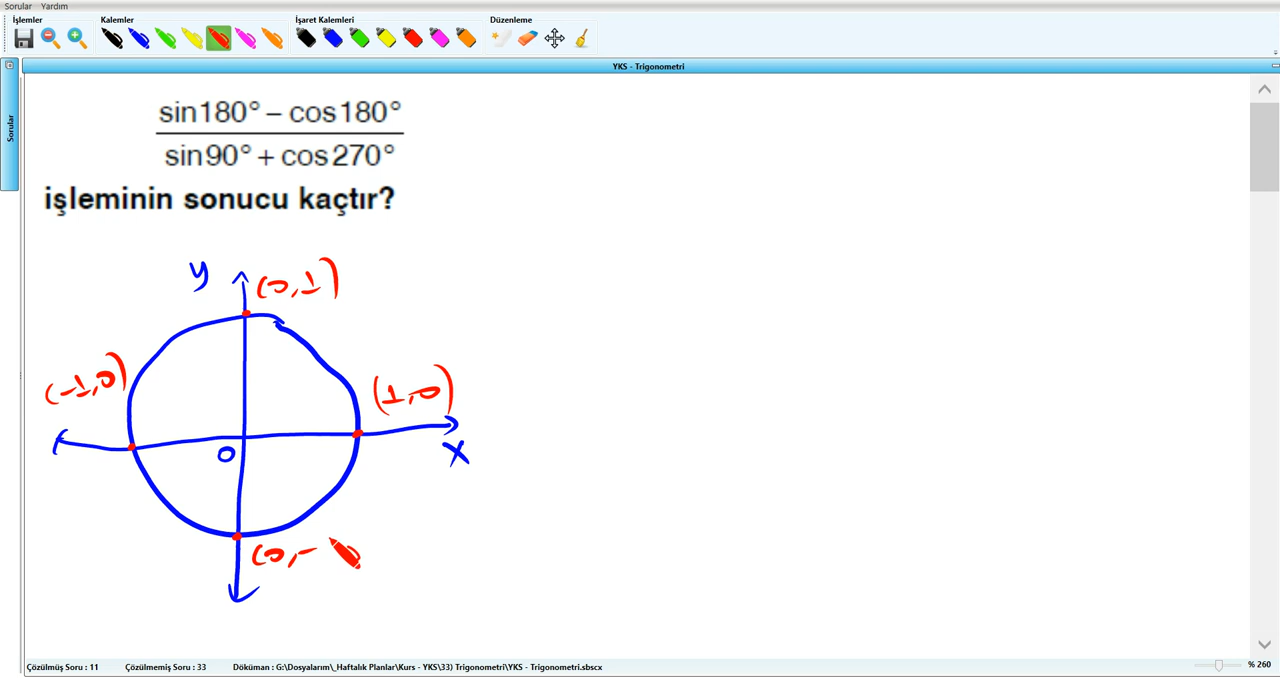 Sorular Yardım
İşlemler Kalemler İşaret Kalemleri Düzenleme
YKS - Trigonometri
Sorular
sin180° – cos180°
sin90° + cos270°
işleminin sonucu kaçtır?
y
(0,1)
(-1,0)
(1,0)
O
x
(0,-
Çözülmüş Soru : 11 Çözülmemiş Soru : 33 Döküman : G:\Dosyalarım\_Haftalık Planlar\Kurs - YKS\33) Trigonometri\YKS - Trigonometri.sbscx % 260